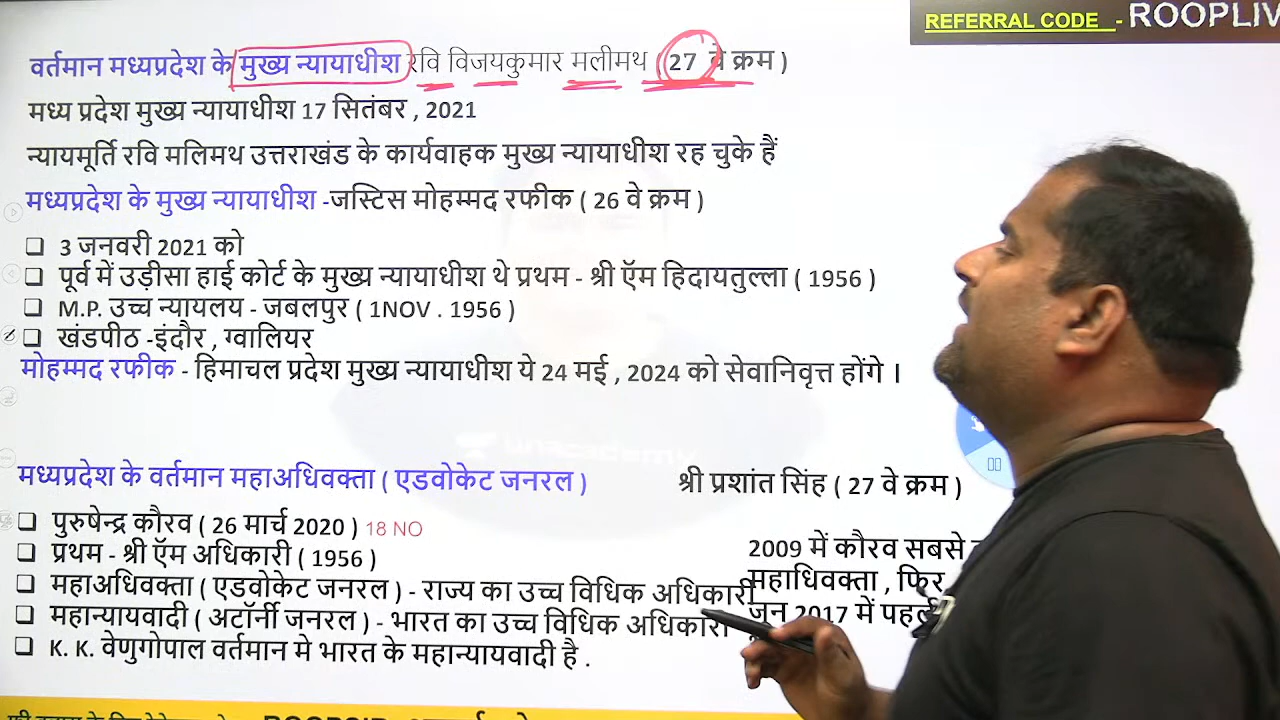 REFERRAL CODE - ROOPLIV
वर्तमान मध्यप्रदेश के मुख्य न्यायाधीश रवि विजयकुमार मलीमथ ( 27 वे क्रम )
मध्य प्रदेश मुख्य न्यायाधीश 17 सितंबर , 2021
न्यायमूर्ति रवि मलिमथ उत्तराखंड के कार्यवाहक मुख्य न्यायाधीश रह चुके हैं
मध्यप्रदेश के मुख्य न्यायाधीश -जस्टिस मोहम्मद रफीक ( 26 वे क्रम )
3 जनवरी 2021 को
पूर्व में उड़ीसा हाई कोर्ट के मुख्य न्यायाधीश थे प्रथम - श्री ऍम हिदायतुल्ला ( 1956 )
M.P. उच्च न्यायलय - जबलपुर ( 1NOV . 1956 )
खंडपीठ -इंदौर , ग्वालियर
मोहम्मद रफीक - हिमाचल प्रदेश मुख्य न्यायाधीश ये 24 मई , 2024 को सेवानिवृत्त होंगे ।
मध्यप्रदेश के वर्तमान महाअधिवक्ता ( एडवोकेट जनरल ) श्री प्रशांत सिंह ( 27 वे क्रम )
पुरुषेन्द्र कौरव ( 26 मार्च 2020 ) 18 NO
प्रथम - श्री ऍम अधिकारी ( 1956 )
महाअधिवक्ता ( एडवोकेट जनरल ) - राज्य का उच्च विधिक अधिकारी
महान्यायवादी ( अटॉर्नी जनरल ) - भारत का उच्च विधिक अधिकारी
K. K. वेणुगोपाल वर्तमान मे भारत के महान्यायवादी है .
2009 में कौरव सबसे
महाधिवक्ता , फिर
जून 2017 में